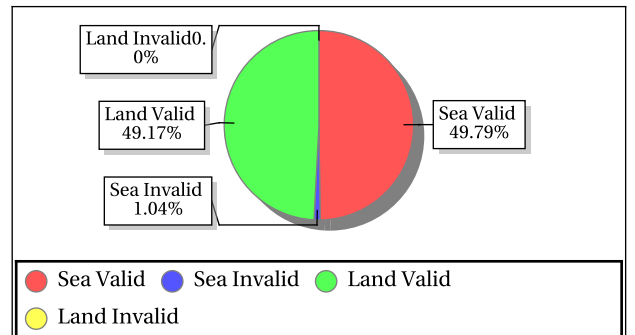 Land Invalid0.
0%
Land Valid
49.17%
Sea Valid
49.79%
Sea Invalid
1.04%
Sea Valid Sea Invalid Land Valid
Land Invalid